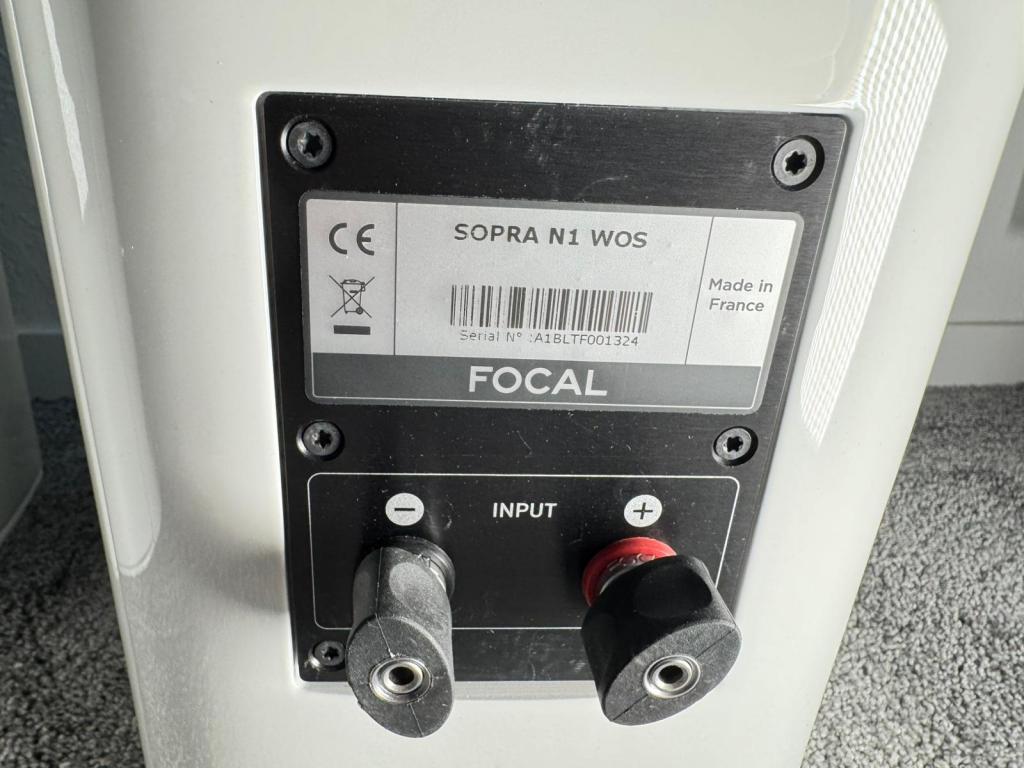 CE
SOPRA N1 WOS
Serial N° :A1BLTF001324
Made in
France
FOCAL
− INPUT +